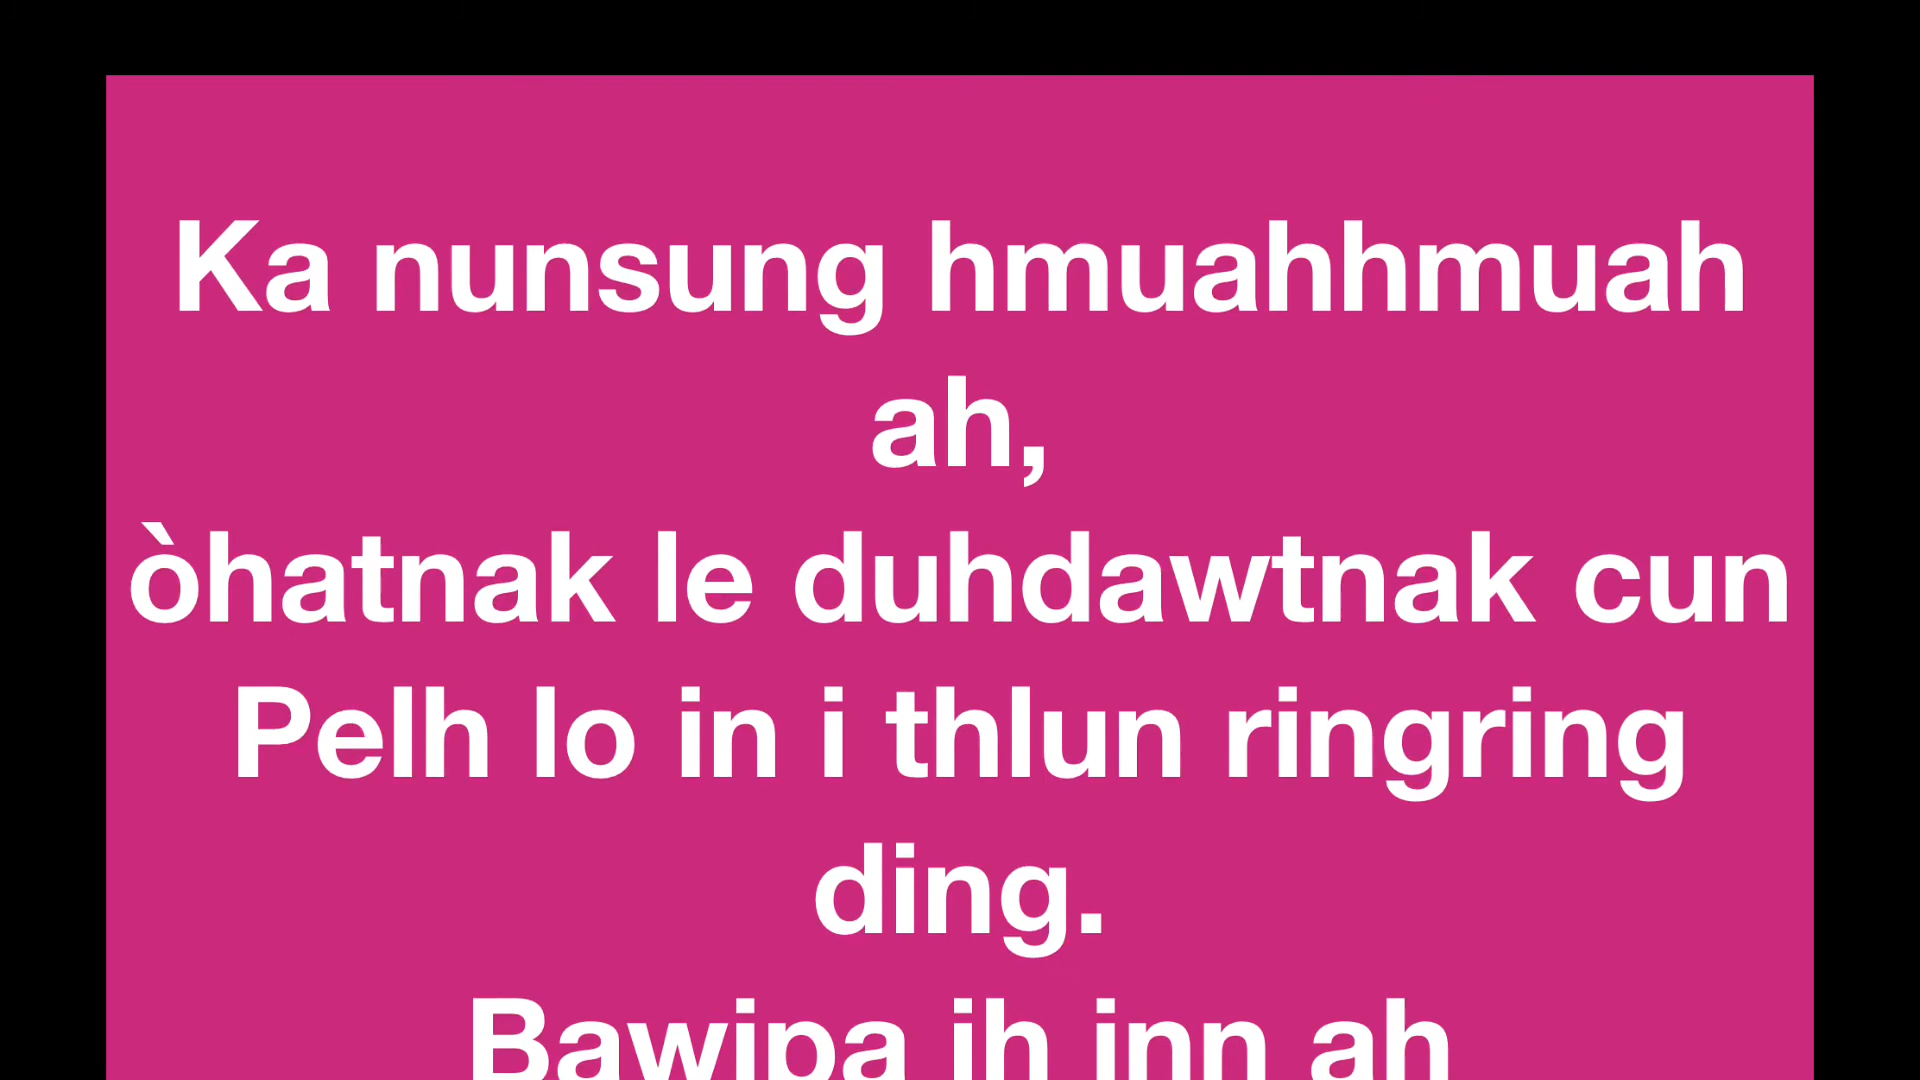 Ka nunsung hmuahhmuah
ah,
òhatnak le duhdawtnak cun
Pelh lo in i thlun ringring
ding.
Bawipa ih inn ah